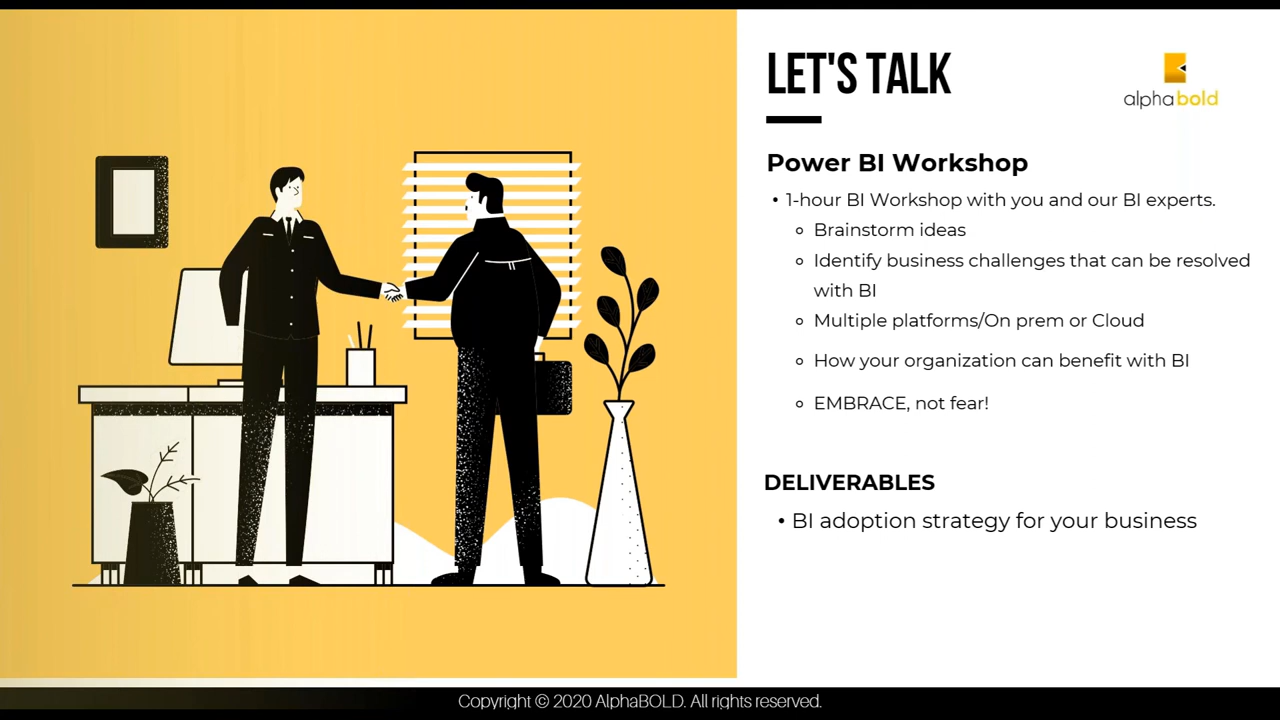 LET'S TALK
alphabold
Power BI Workshop
• 1-hour BI Workshop with you and our BI experts.
Brainstorm ideas
Identify business challenges that can be resolved
with BI
Multiple platforms/On prem or Cloud
How your organization can benefit with BI
EMBRACE, not fear!
DELIVERABLES
• BI adoption strategy for your business
Copyright © 2020 AlphaBOLD. All rights reserved.